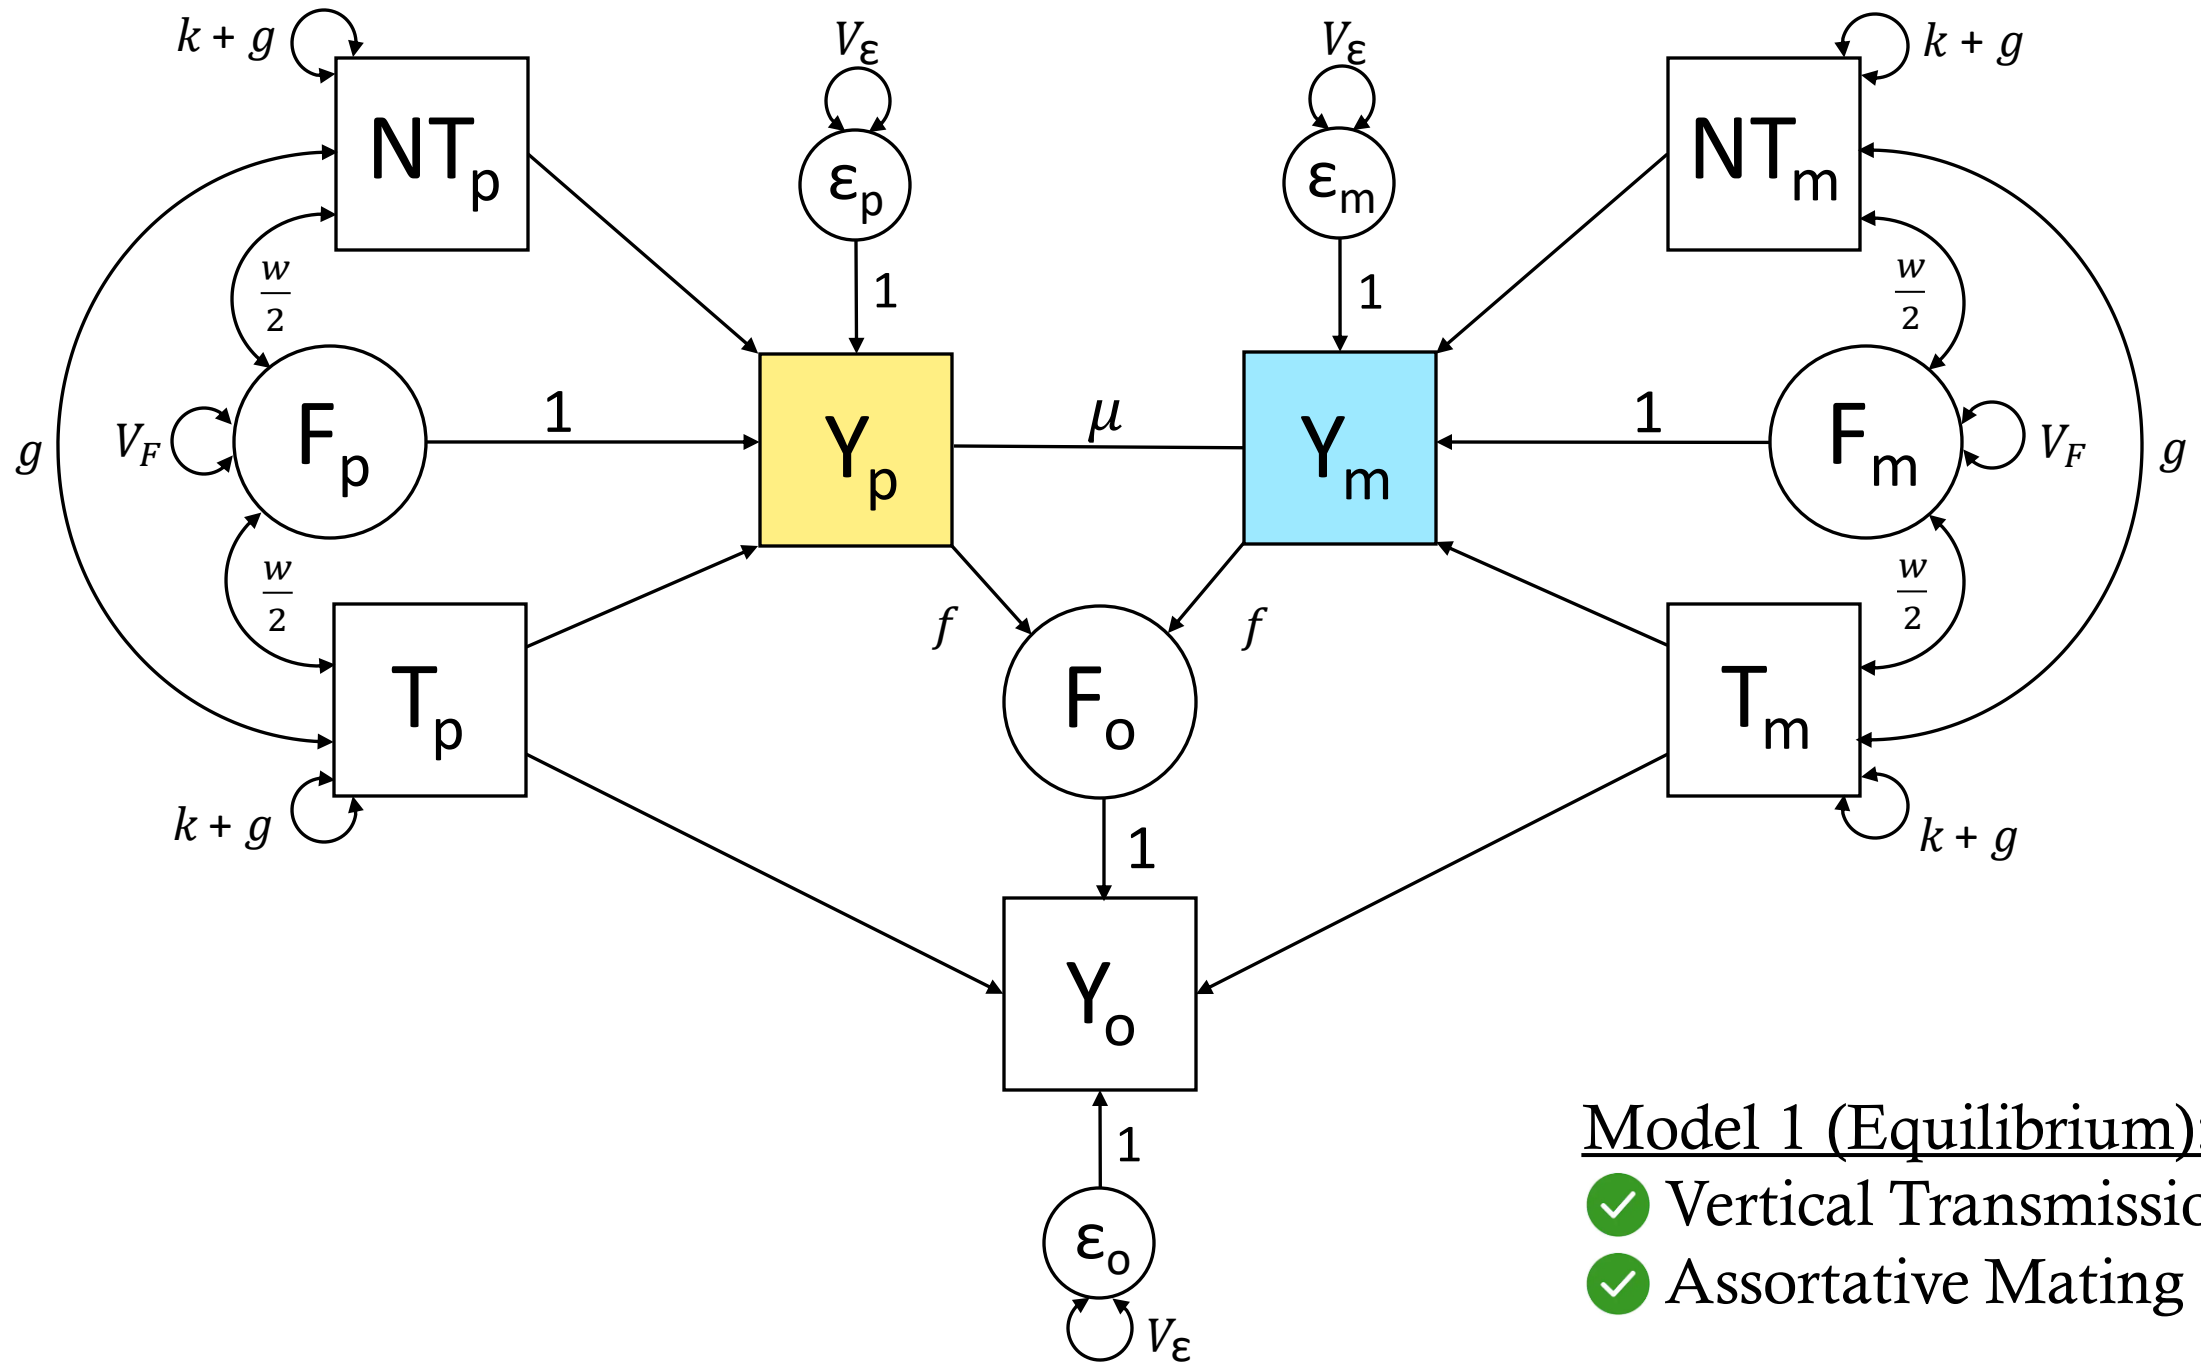 k + g
V_ε
V_ε
k + g
NT_p
ε_p
ε_m
NT_m
w/2
1
1
w/2
g
V_F
F_p
1
Y_p
μ
Y_m
1
F_m
V_F
g
w/2
f
f
w/2
T_p
F_o
T_m
k + g
1
k + g
Y_o
1
Model 1 (Equilibrium):
Vertical Transmissio
Assortative Mating
ε_o
V_ε